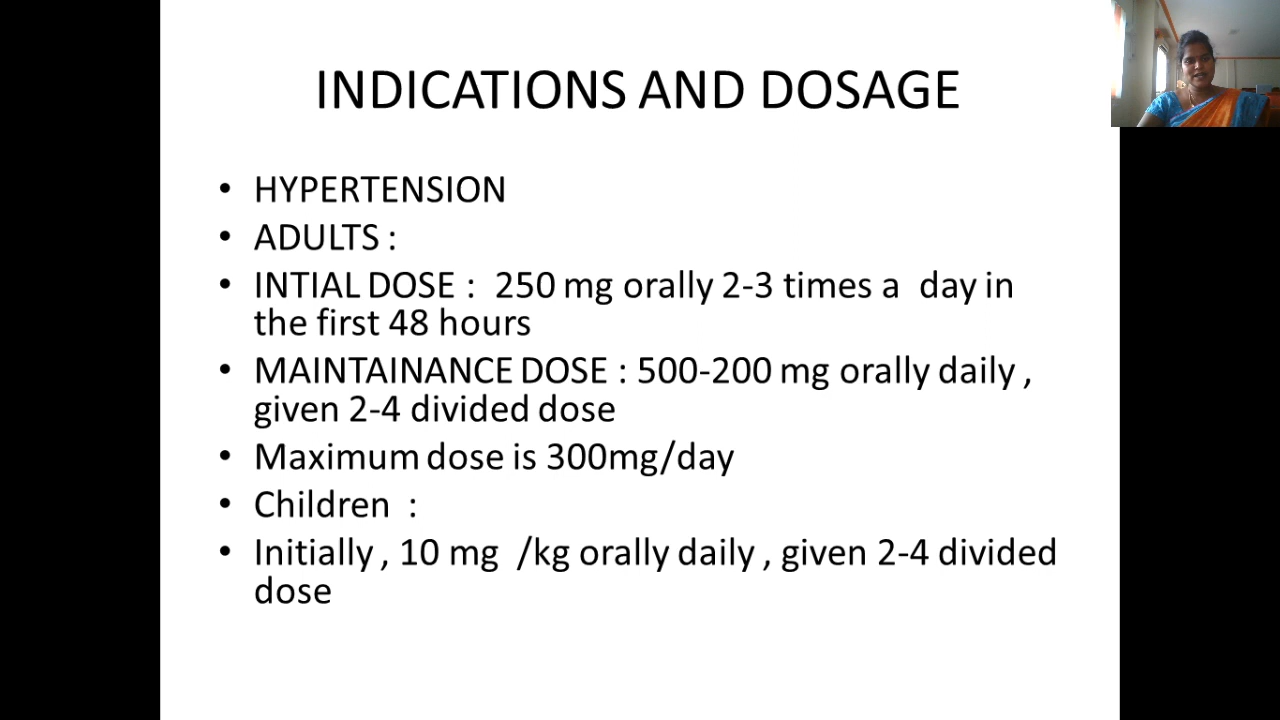 INDICATIONS AND DOSAGE
• HYPERTENSION
• ADULTS :
• INTIAL DOSE : 250 mg orally 2-3 times a day in
the first 48 hours
• MAINTAINANCE DOSE : 500-200 mg orally daily ,
given 2-4 divided dose
• Maximum dose is 300mg/day
• Children :
• Initially , 10 mg /kg orally daily , given 2-4 divided
dose